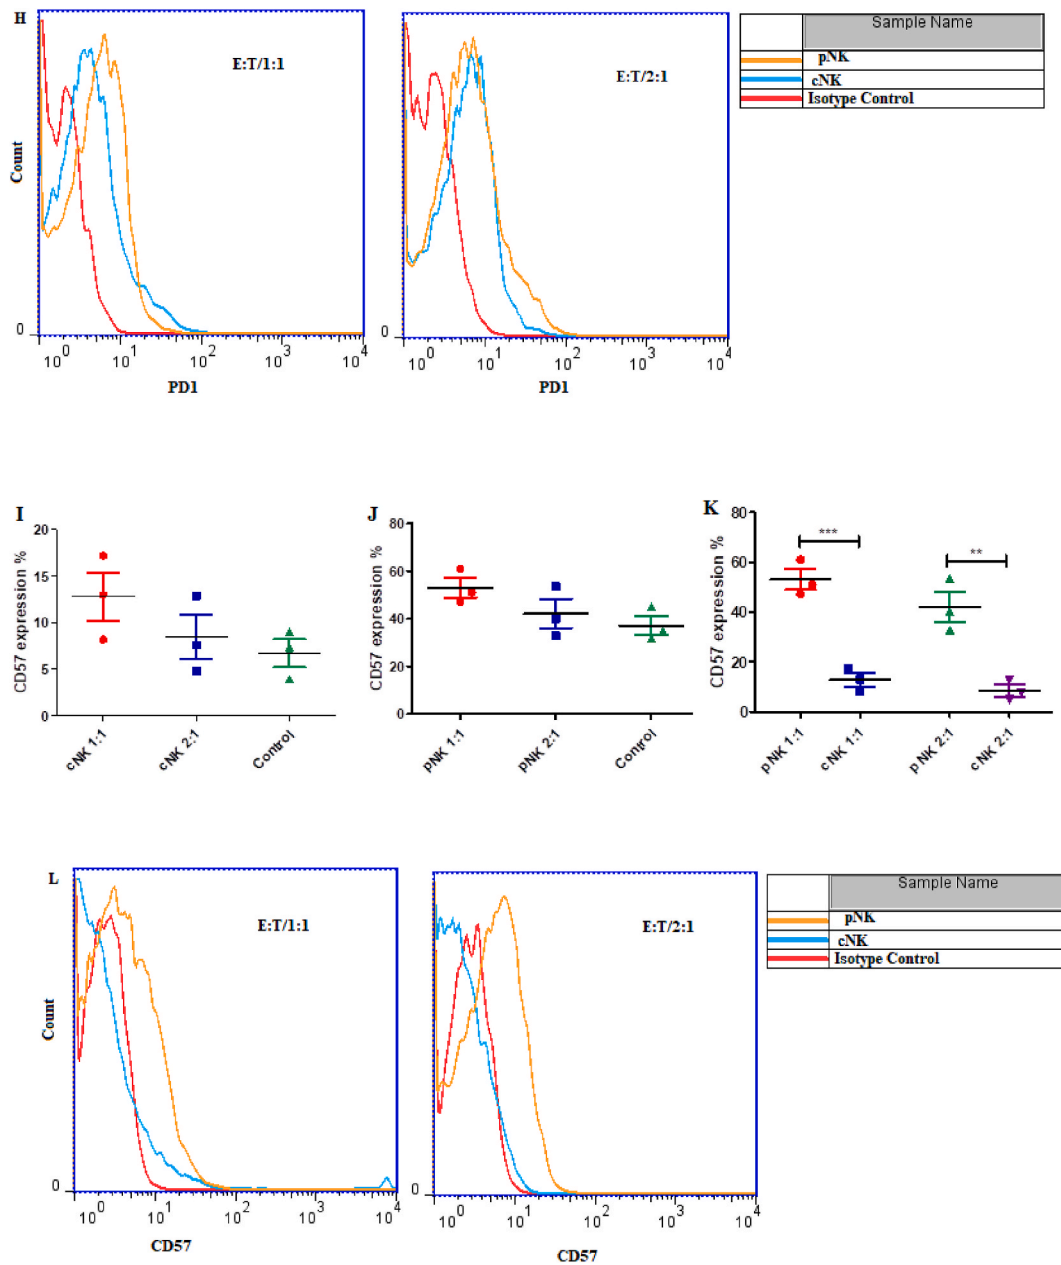 H
E:T/1:1
Count
0
10^0 10^1 10^2 10^3 10^4
PD1
E:T/2:1
0
10^0 10^1 10^2 10^3 10^4
PD1
Sample Name
pNK
cNK
Isotype Control
I
CD57 expression %
20
15
10
5
0
cNK 1:1
cNK 2:1
Control
J
CD57 expression %
80
60
40
20
0
pNK 1:1
pNK 2:1
Control
K
CD57 expression %
80
60
40
20
0
***
**
pNK 1:1
cNK 1:1
pNK 2:1
cNK 2:1
L
E:T/1:1
Count
0
10^0 10^1 10^2 10^3 10^4
CD57
E:T/2:1
0
10^0 10^1 10^2 10^3 10^4
CD57
Sample Name
pNK
cNK
Isotype Control